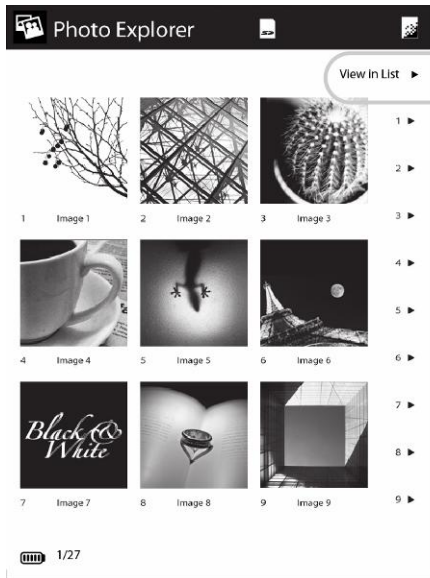 Photo Explorer
SD
View in List
1
2
3
1 Image 1
2 Image 2
3 Image 3
4
5
6
4 Image 4
5 Image 5
6 Image 6
7
8
9
Black & White
7 Image 7
8 Image 8
9 Image 9
1/27